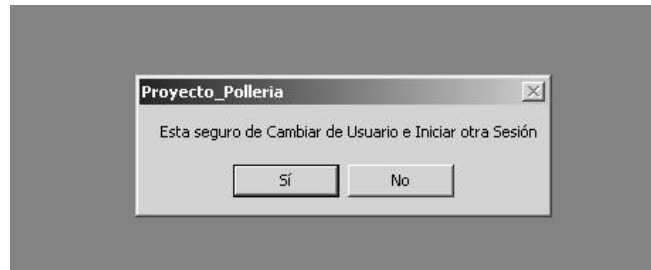 Proyecto_Polleria
Esta seguro de Cambiar de Usuario e Iniciar otra Sesión
Sí No